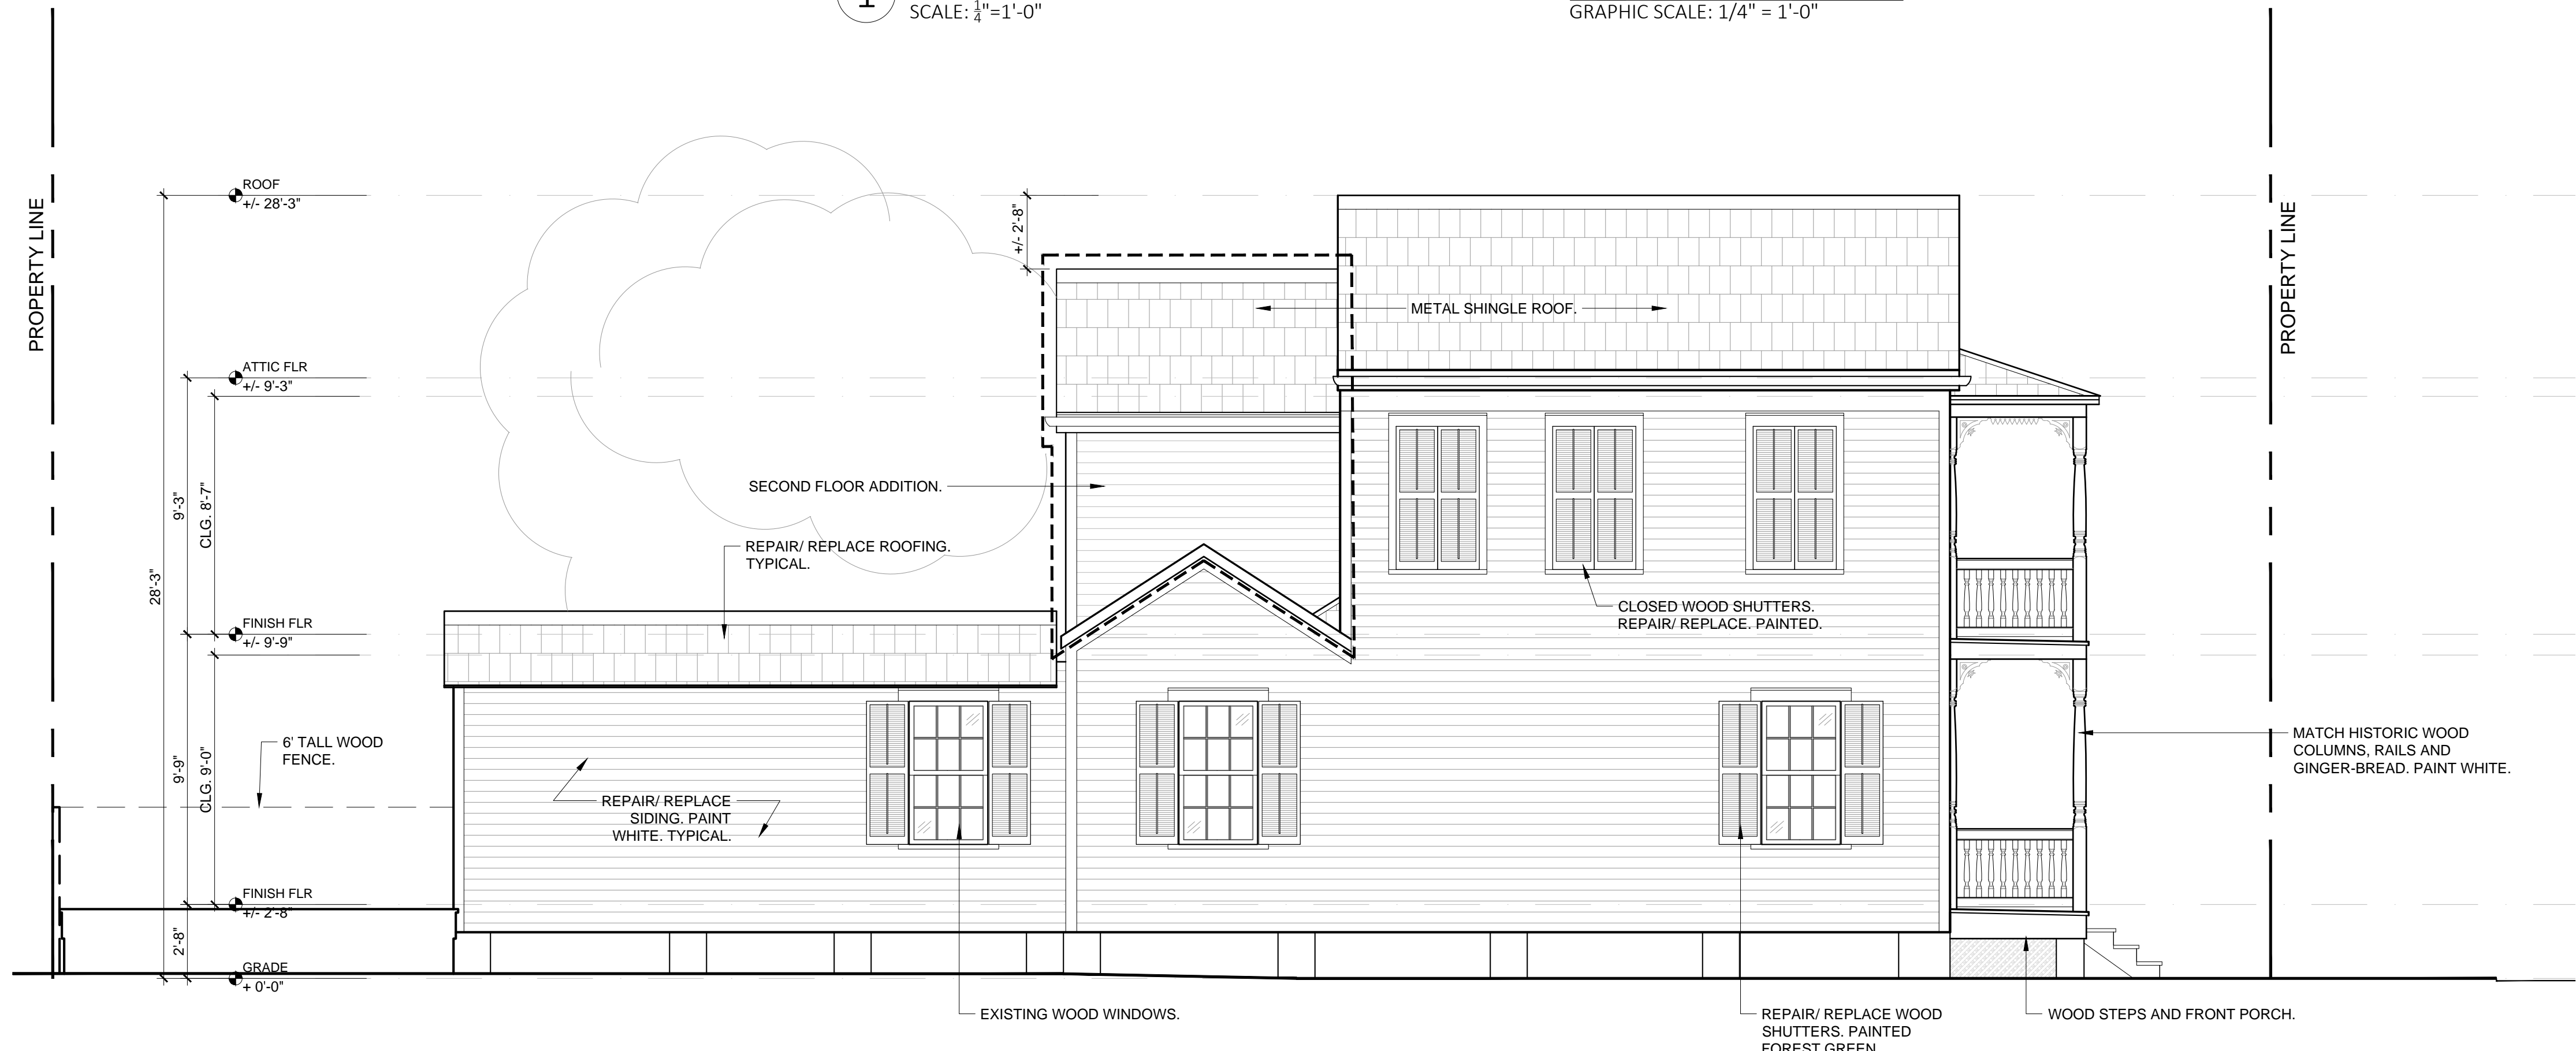 1
SCALE: 1/4"=1'-0"
GRAPHIC SCALE: 1/4" = 1'-0"
PROPERTY LINE
ROOF
+/- 28'-3"
+/- 2'-8"
PROPERTY LINE
METAL SHINGLE ROOF.
ATTIC FLR
+/- 9'-3"
9'-3"
CLG. 8'-7"
SECOND FLOOR ADDITION.
REPAIR/ REPLACE ROOFING.
TYPICAL.
28'-3"
CLOSED WOOD SHUTTERS.
REPAIR/ REPLACE. PAINTED.
FINISH FLR
+/- 9'-9"
6' TALL WOOD
FENCE.
9'-9"
CLG. 9'-0"
MATCH HISTORIC WOOD
COLUMNS, RAILS AND
GINGER-BREAD. PAINT WHITE.
REPAIR/ REPLACE
SIDING. PAINT
WHITE. TYPICAL.
FINISH FLR
+/- 2'-8"
2'-8"
GRADE
+ 0'-0"
EXISTING WOOD WINDOWS.
REPAIR/ REPLACE WOOD
SHUTTERS. PAINTED
FOREST GREEN
WOOD STEPS AND FRONT PORCH.